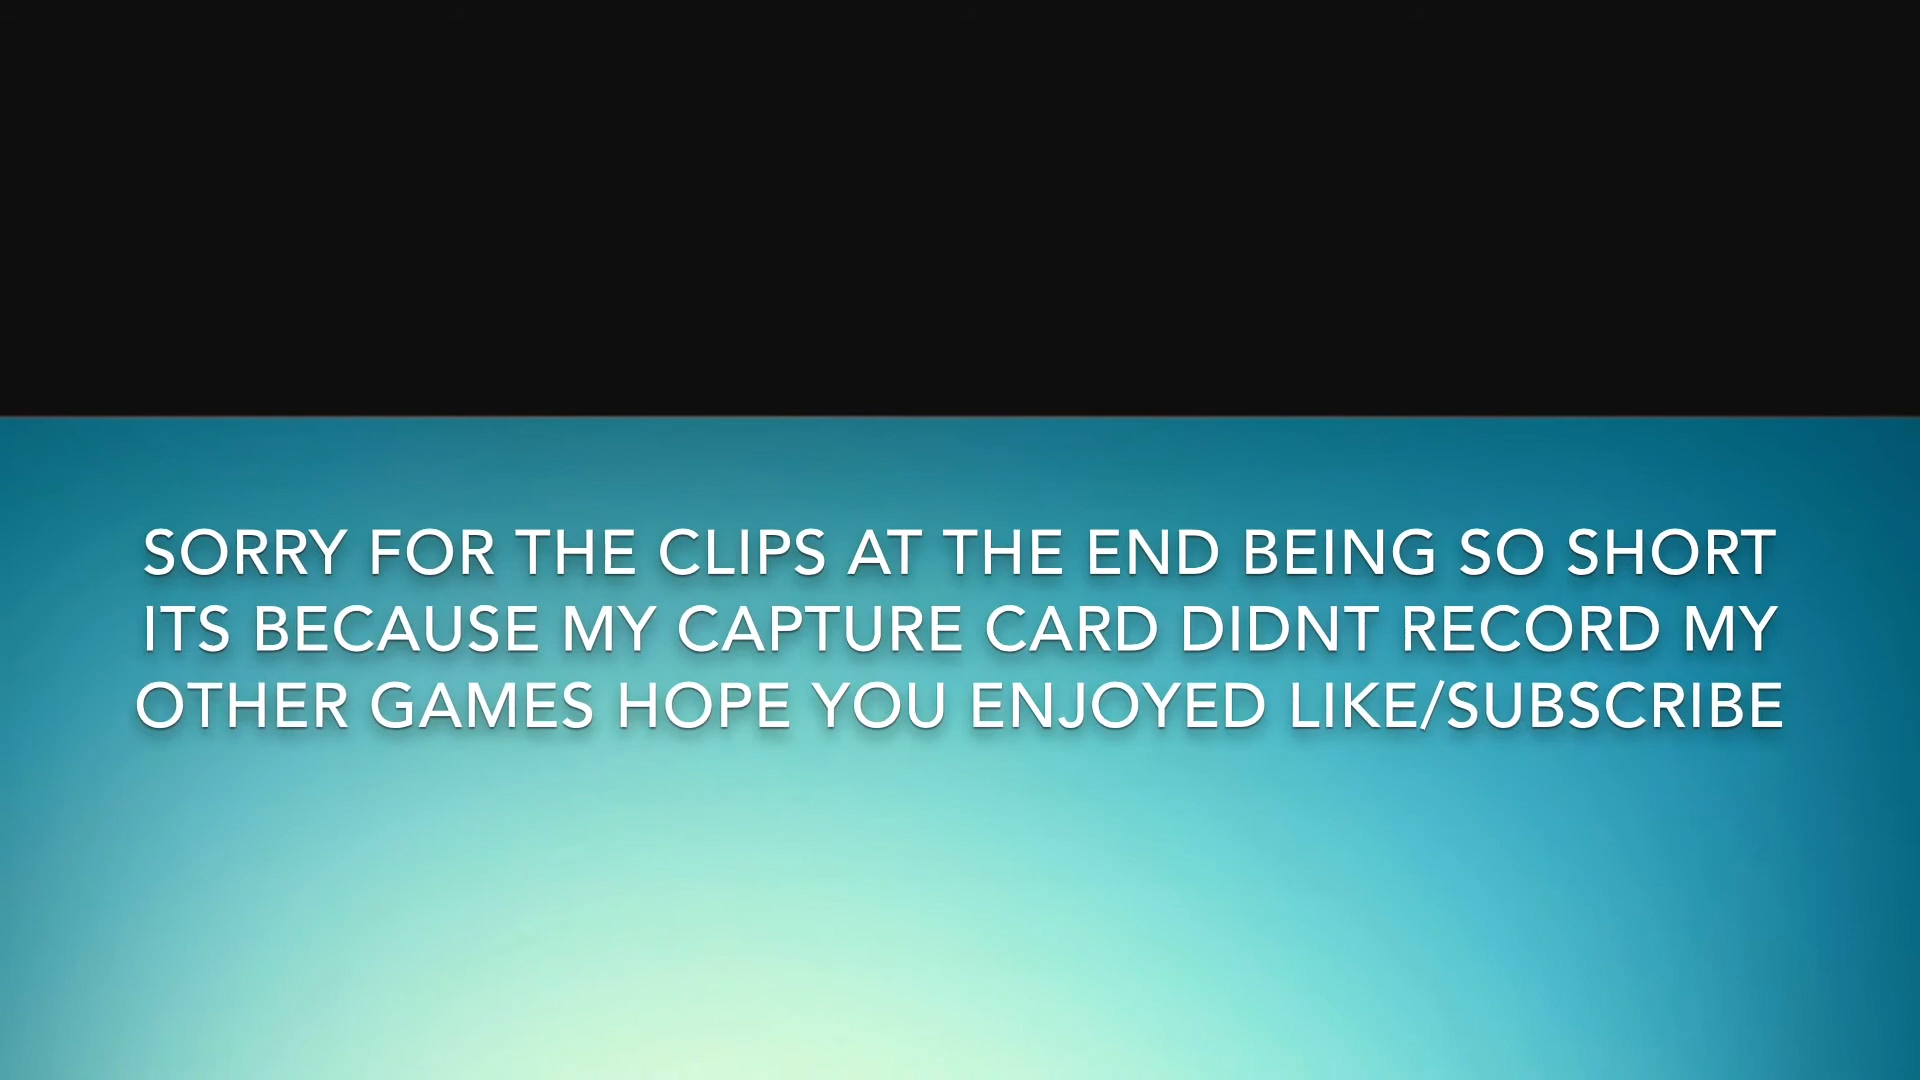 SORRY FOR THE CLIPS AT THE END BEING SO SHORT
ITS BECAUSE MY CAPTURE CARD DIDNT RECORD MY
OTHER GAMES HOPE YOU ENJOYED LIKE/SUBSCRIBE